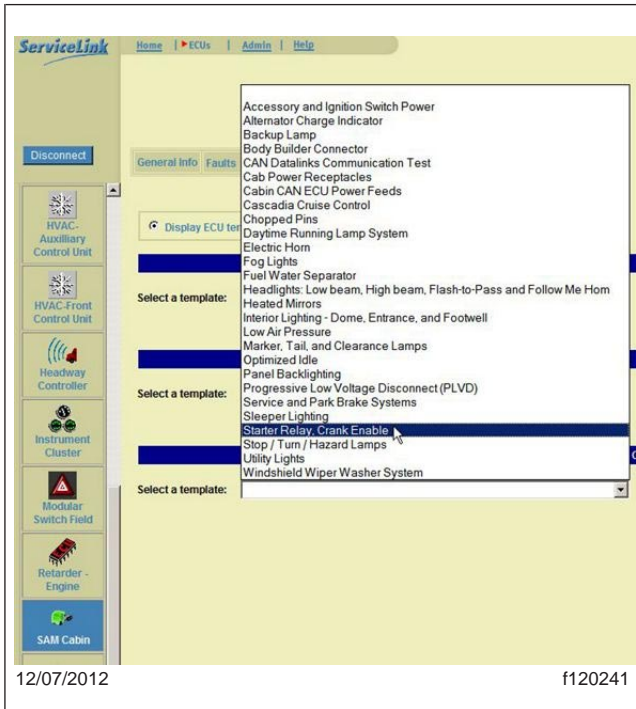 ServiceLink
Home | ECUs | Admin | Help
Disconnect
General Info Faults
HVAC-
Auxilliary
Control Unit
HVAC-Front
Control Unit
Headway
Controller
Instrument
Cluster
Modular
Switch Field
Retarder -
Engine
SAM Cabin
Display ECU ter
Select a template:
Select a template:
Select a template:
Accessory and Ignition Switch Power
Alternator Charge Indicator
Backup Lamp
Body Builder Connector
CAN Datalinks Communication Test
Cab Power Receptacles
Cabin CAN ECU Power Feeds
Cascadia Cruise Control
Chopped Pins
Daytime Running Lamp System
Electric Horn
Fog Lights
Fuel Water Separator
Headlights: Low beam, High beam, Flash-to-Pass and Follow Me Hom
Heated Mirrors
Interior Lighting - Dome, Entrance, and Footwell
Low Air Pressure
Marker, Tail, and Clearance Lamps
Optimized Idle
Panel Backlighting
Progressive Low Voltage Disconnect (PLVD)
Service and Park Brake Systems
Sleeper Lighting
Starter Relay, Crank Enable
Stop / Turn / Hazard Lamps
Utility Lights
Windshield Wiper Washer System
12/07/2012
f120241